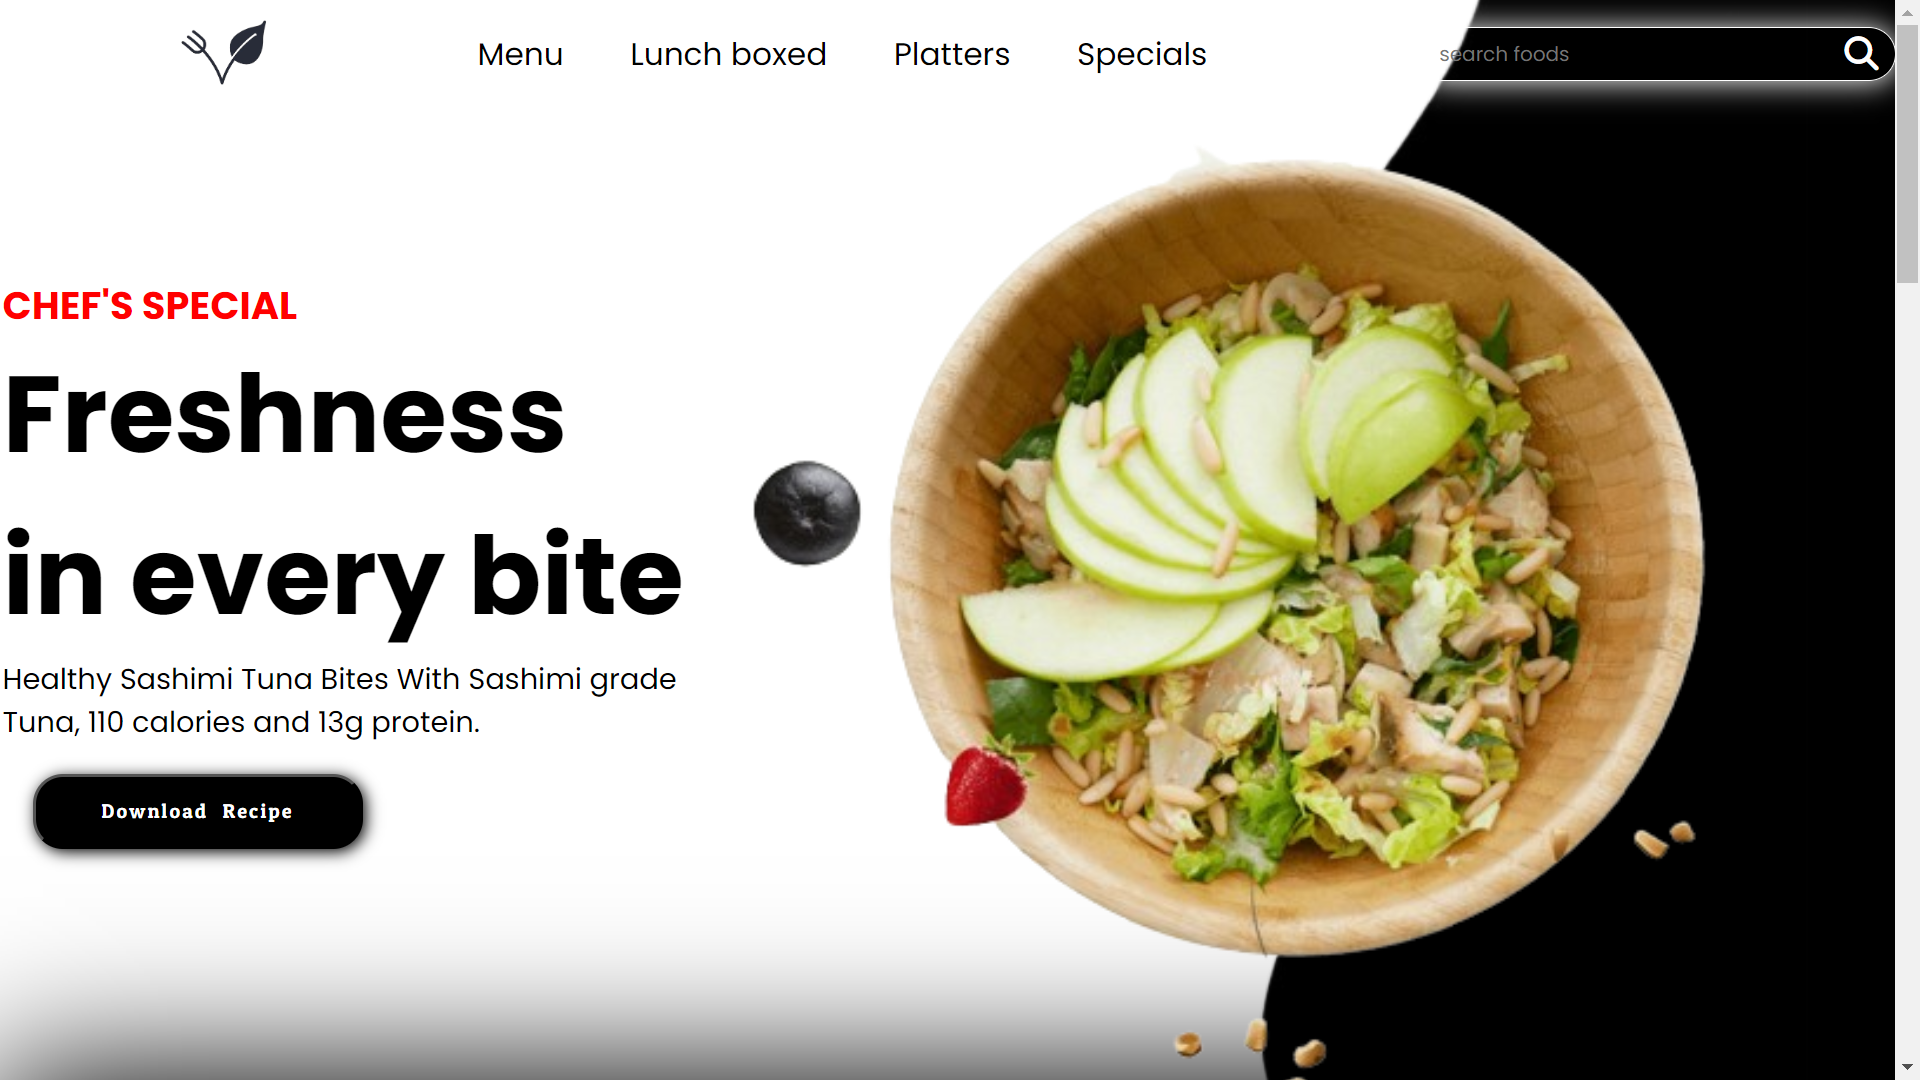 Menu
Lunch boxed
Platters
Specials
search foods
CHEF'S SPECIAL
Freshness
in every bite
Healthy Sashimi Tuna Bites With Sashimi grade
Tuna, 110 calories and 13g protein.
Download Recipe